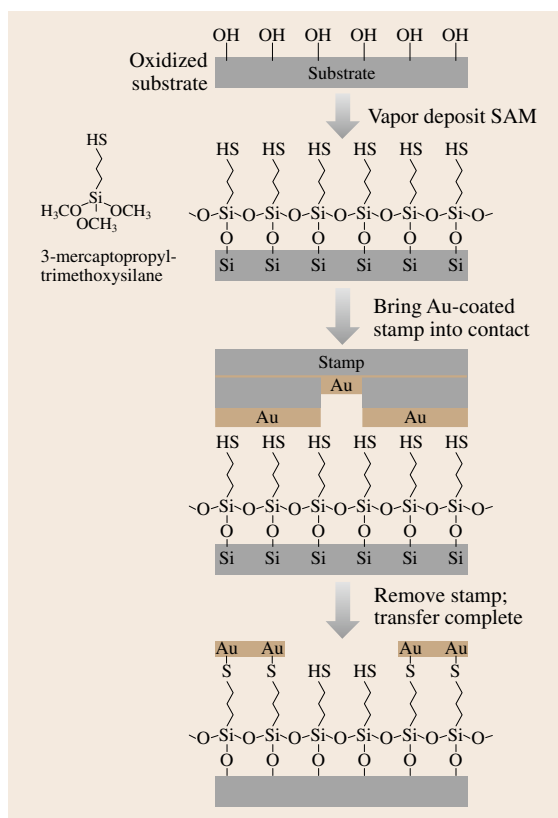 OH OH OH OH OH OH
Oxidized
substrate
Substrate
Vapor deposit SAM
HS
Si
H₃CO OCH₃
OCH₃
3-mercaptopropyl-
trimethoxysilane
HS HS HS HS HS HS
–O–Si–O–Si–O–Si–O–Si–O–Si–O–Si–O–
O O O O O O
Si Si Si Si Si Si
Bring Au-coated
stamp into contact
Stamp
Au
Au Au
HS HS HS HS HS HS
–O–Si–O–Si–O–Si–O–Si–O–Si–O–Si–O–
O O O O O O
Si Si Si Si Si Si
Remove stamp;
transfer complete
Au Au Au Au
S S HS HS S S
–O–Si–O–Si–O–Si–O–Si–O–Si–O–Si–O–
O O O O O O